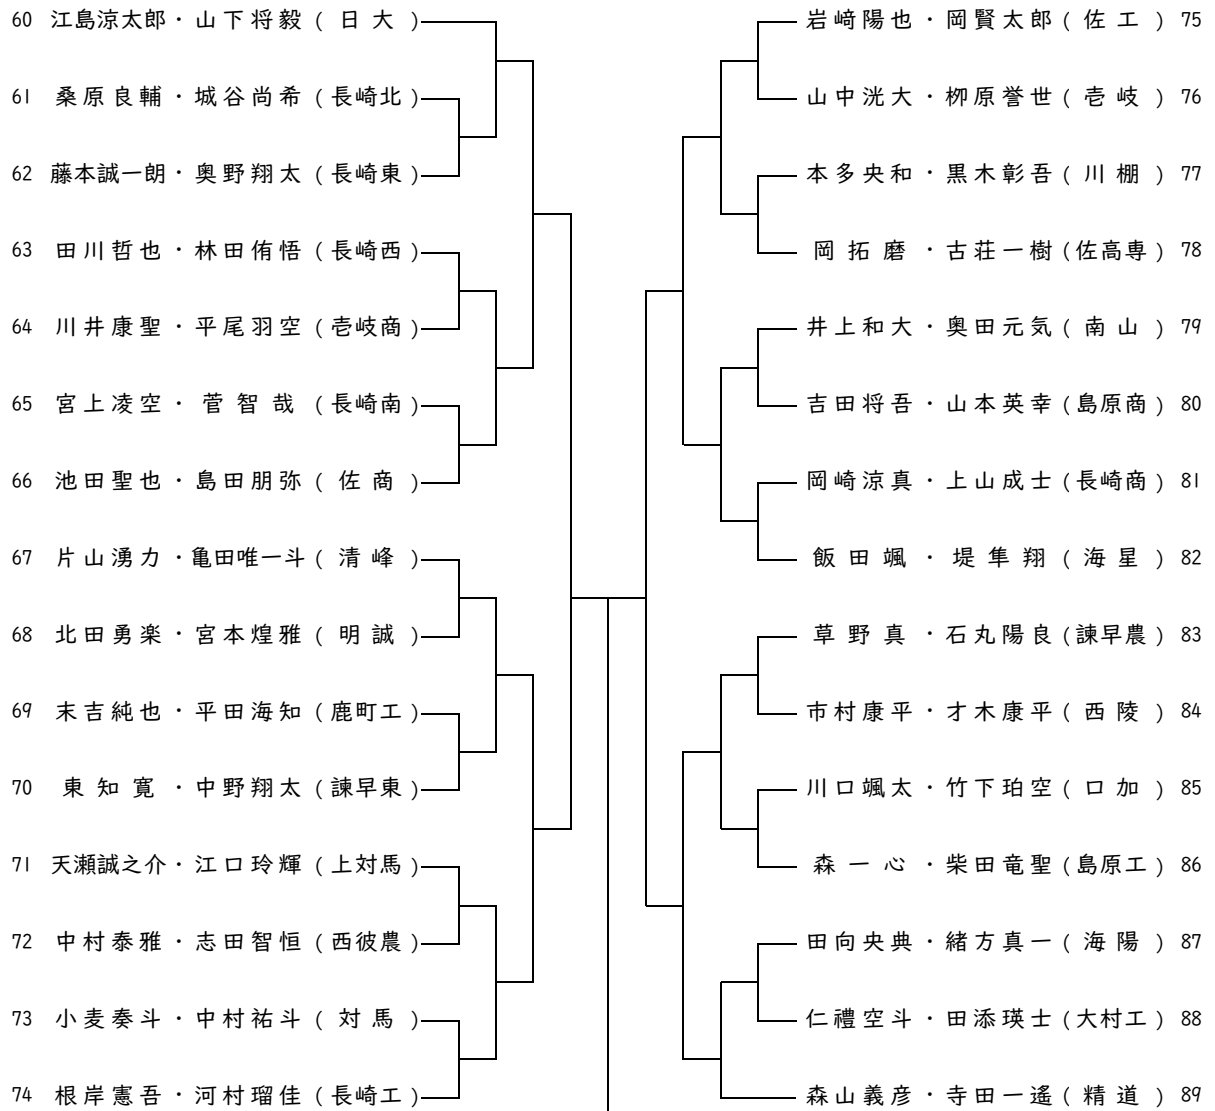 60 江島涼太郎・山下将毅(日大)
61 桑原良輔・城谷尚希(長崎北)
62 藤本誠一朗・奥野翔太(長崎東)
63 田川哲也・林田侑悟(長崎西)
64 川井康聖・平尾羽空(壱岐商)
65 宮上凌空・菅智哉(長崎南)
66 池田聖也・島田朋弥(佐商)
67 片山湧力・亀田唯一斗(清峰)
68 北田勇楽・宮本煌雅(明誠)
69 末吉純也・平田海知(鹿町工)
70 東知寛・中野翔太(諫早東)
71 天瀬誠之介・江口玲輝(上対馬)
72 中村泰雅・志田智恒(西彼農)
73 小麦奏斗・中村祐斗(対馬)
74 根岸憲吾・河村瑠佳(長崎工)
岩﨑陽也・岡賢太郎(佐工) 75
山中洸大・栁原誉世(壱岐) 76
本多央和・黒木彰吾(川棚) 77
岡拓磨・古荘一樹(佐高専) 78
井上和大・奥田元気(南山) 79
吉田将吾・山本英幸(島原商) 80
岡崎涼真・上山成士(長崎商) 81
飯田颯・堤隼翔(海星) 82
草野真・石丸陽良(諫早農) 83
市村康平・才木康平(西陵) 84
川口颯太・竹下珀空(口加) 85
森一心・柴田竜聖(島原工) 86
田向央典・緒方真一(海陽) 87
仁禮空斗・田添瑛士(大村工) 88
森山義彦・寺田一遙(精道) 89